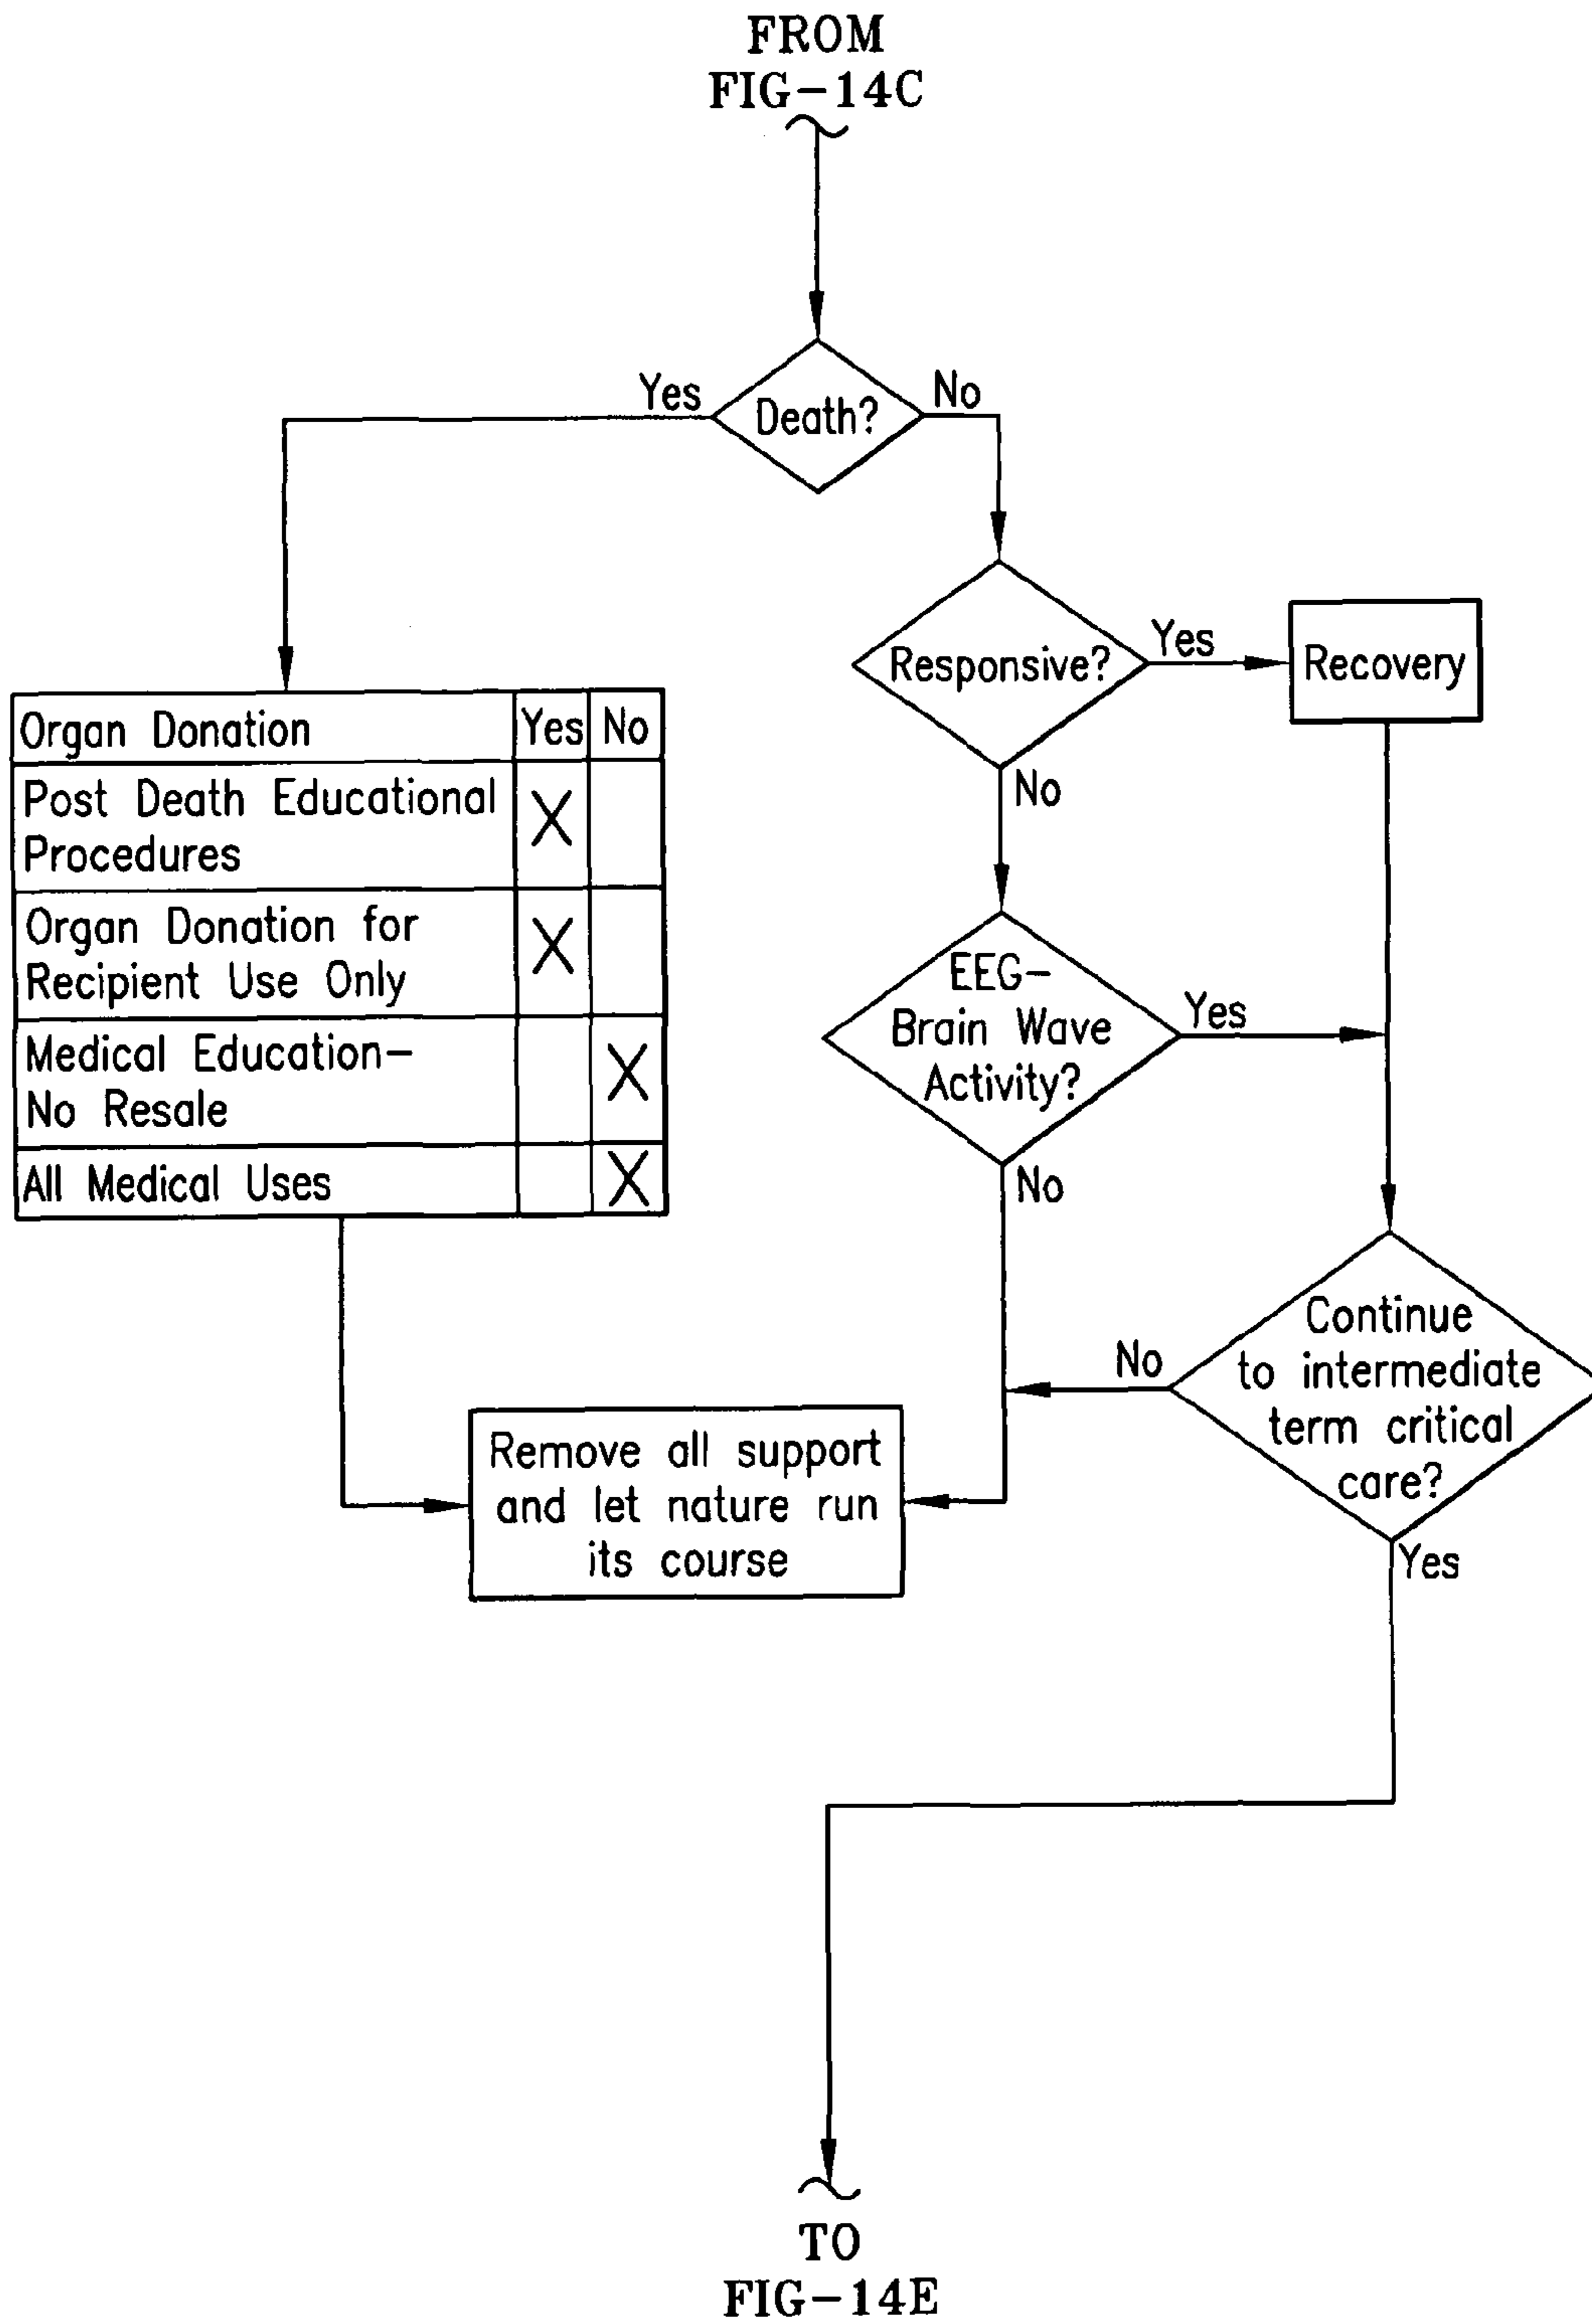 FROM
FIG-14C
Death?
Yes
No
Responsive?
Yes
Recovery
No
Organ Donation Yes No
Post Death Educational
Procedures
X
Organ Donation for
Recipient Use Only
X
Medical Education-
No Resale
X
All Medical Uses X
EEG-
Brain Wave
Activity?
Yes
No
Continue
to intermediate
term critical
care?
No
Yes
Remove all support
and let nature run
its course
TO
FIG-14E